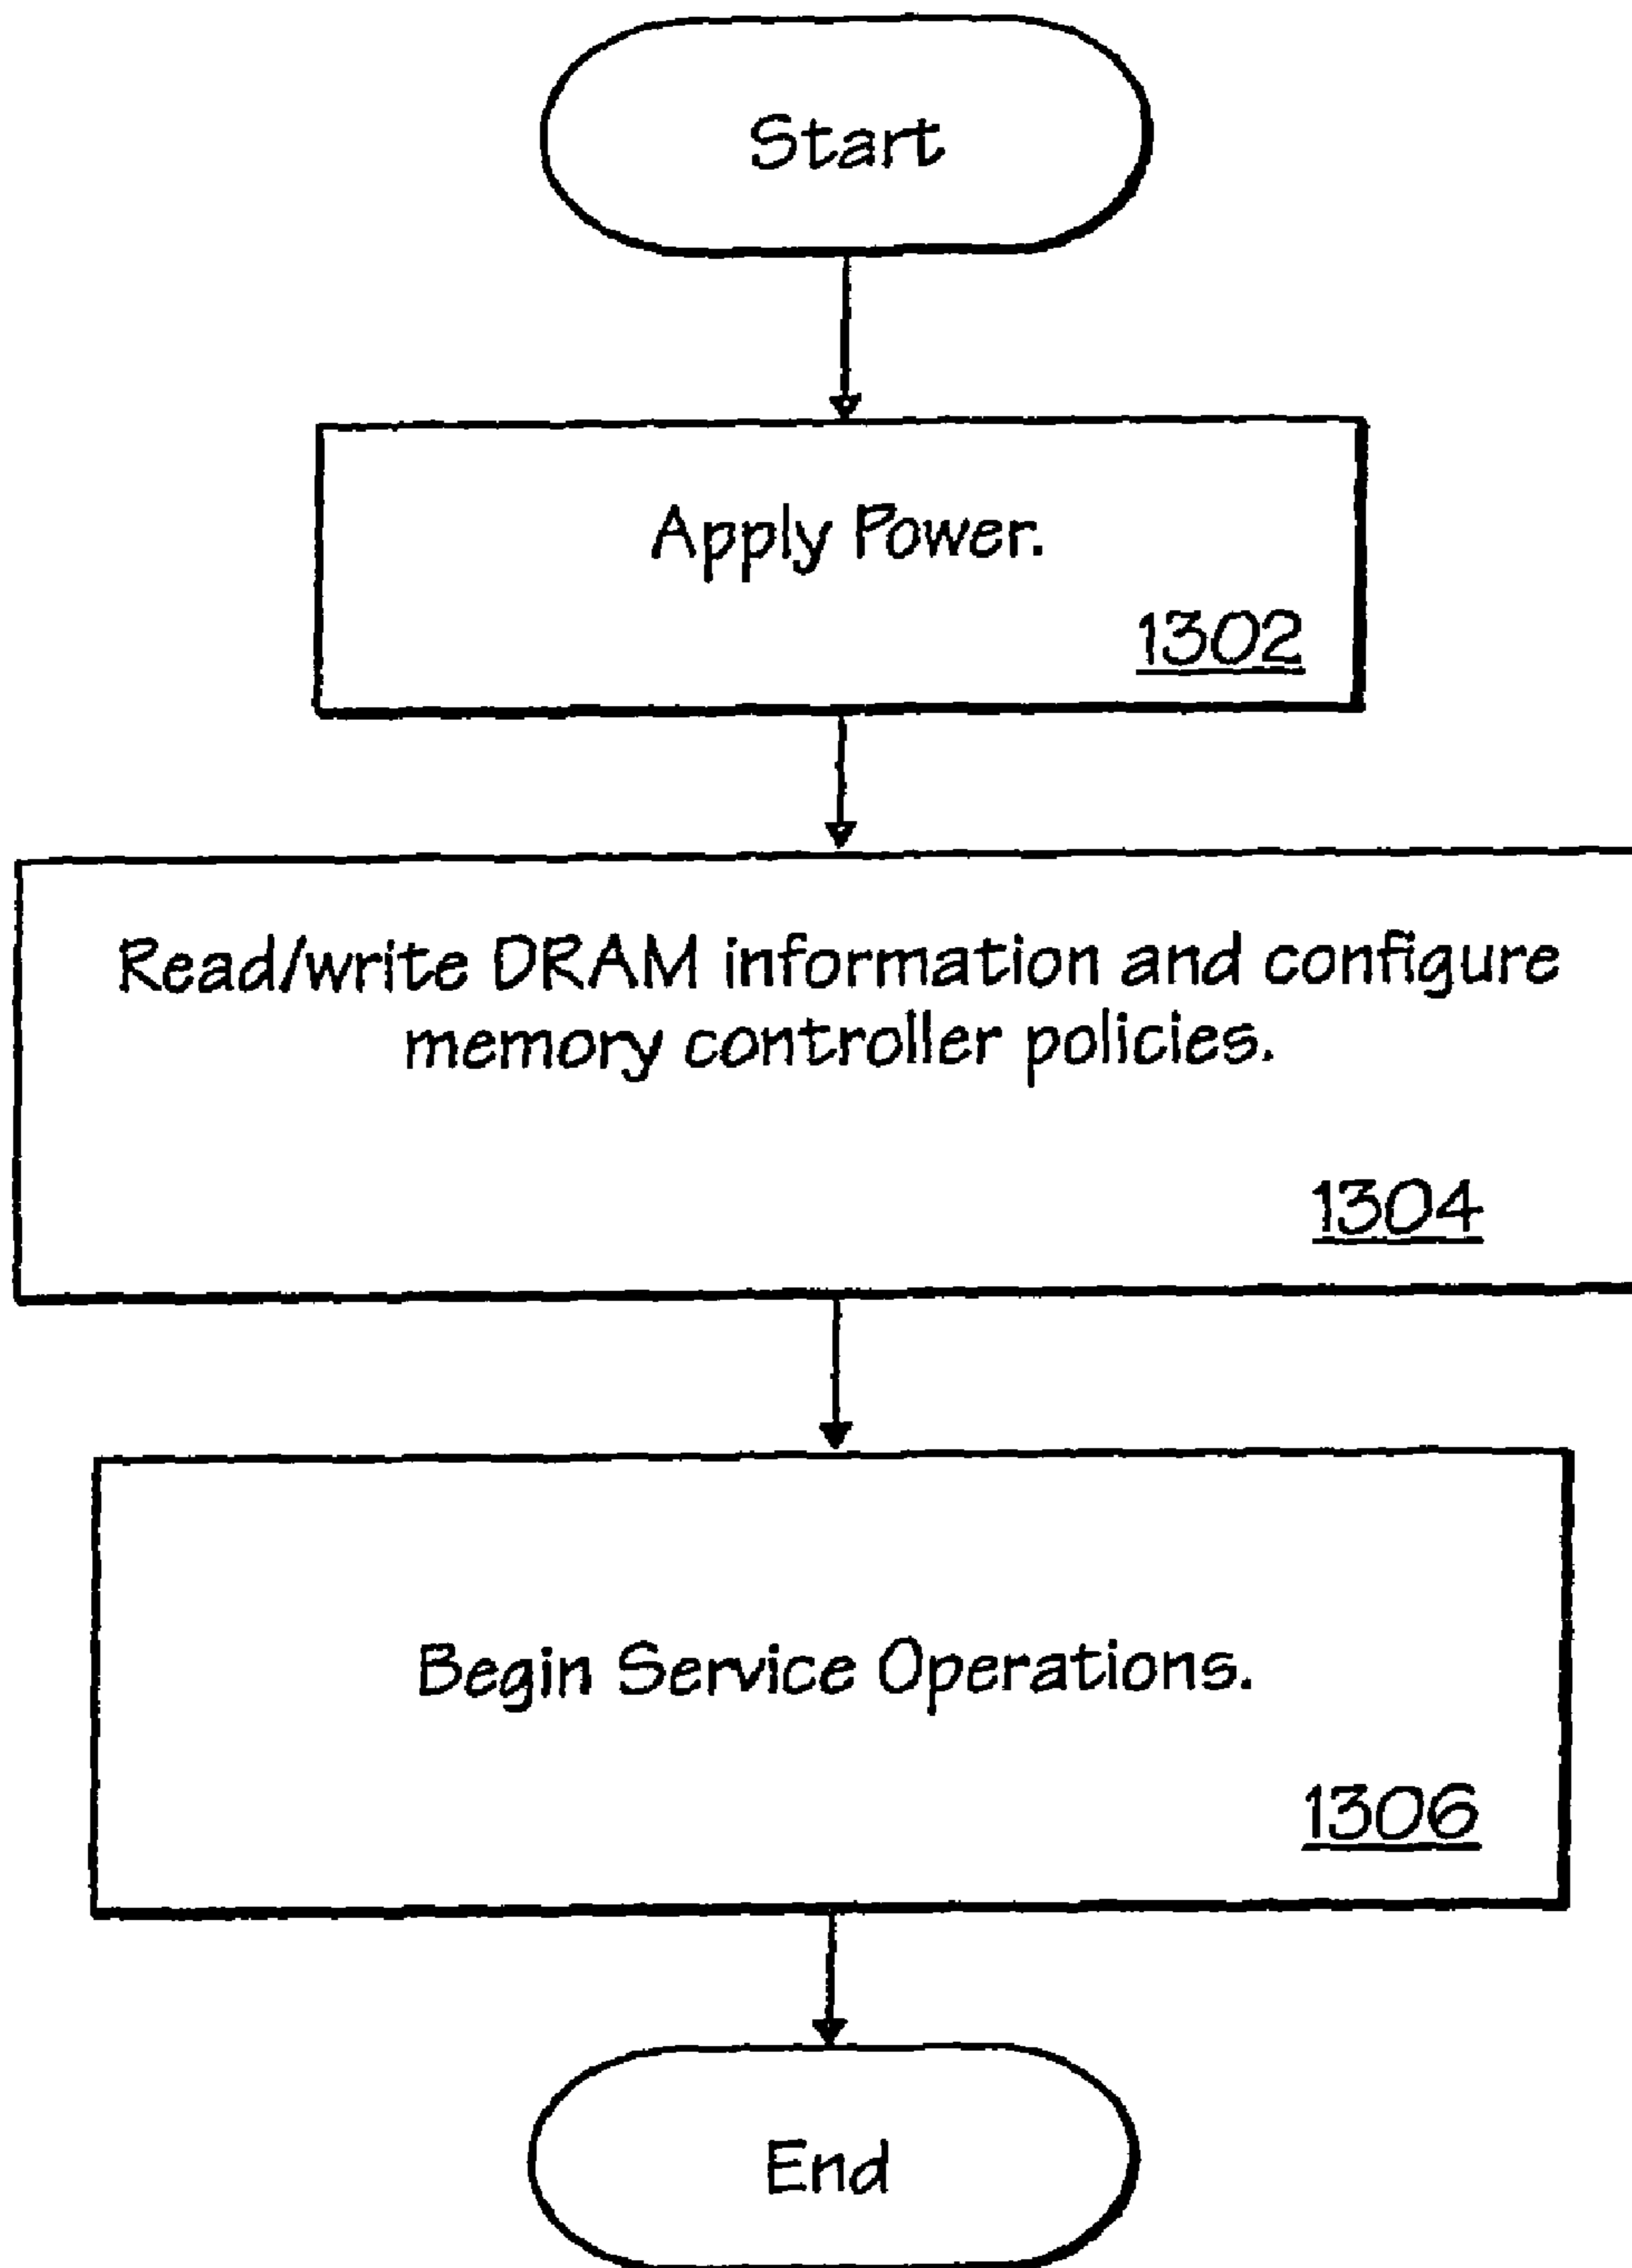 Start
Apply Power.
1302
Read/write DRAM information and configure
memory controller policies.
1304
Begin Service Operations.
1306
End